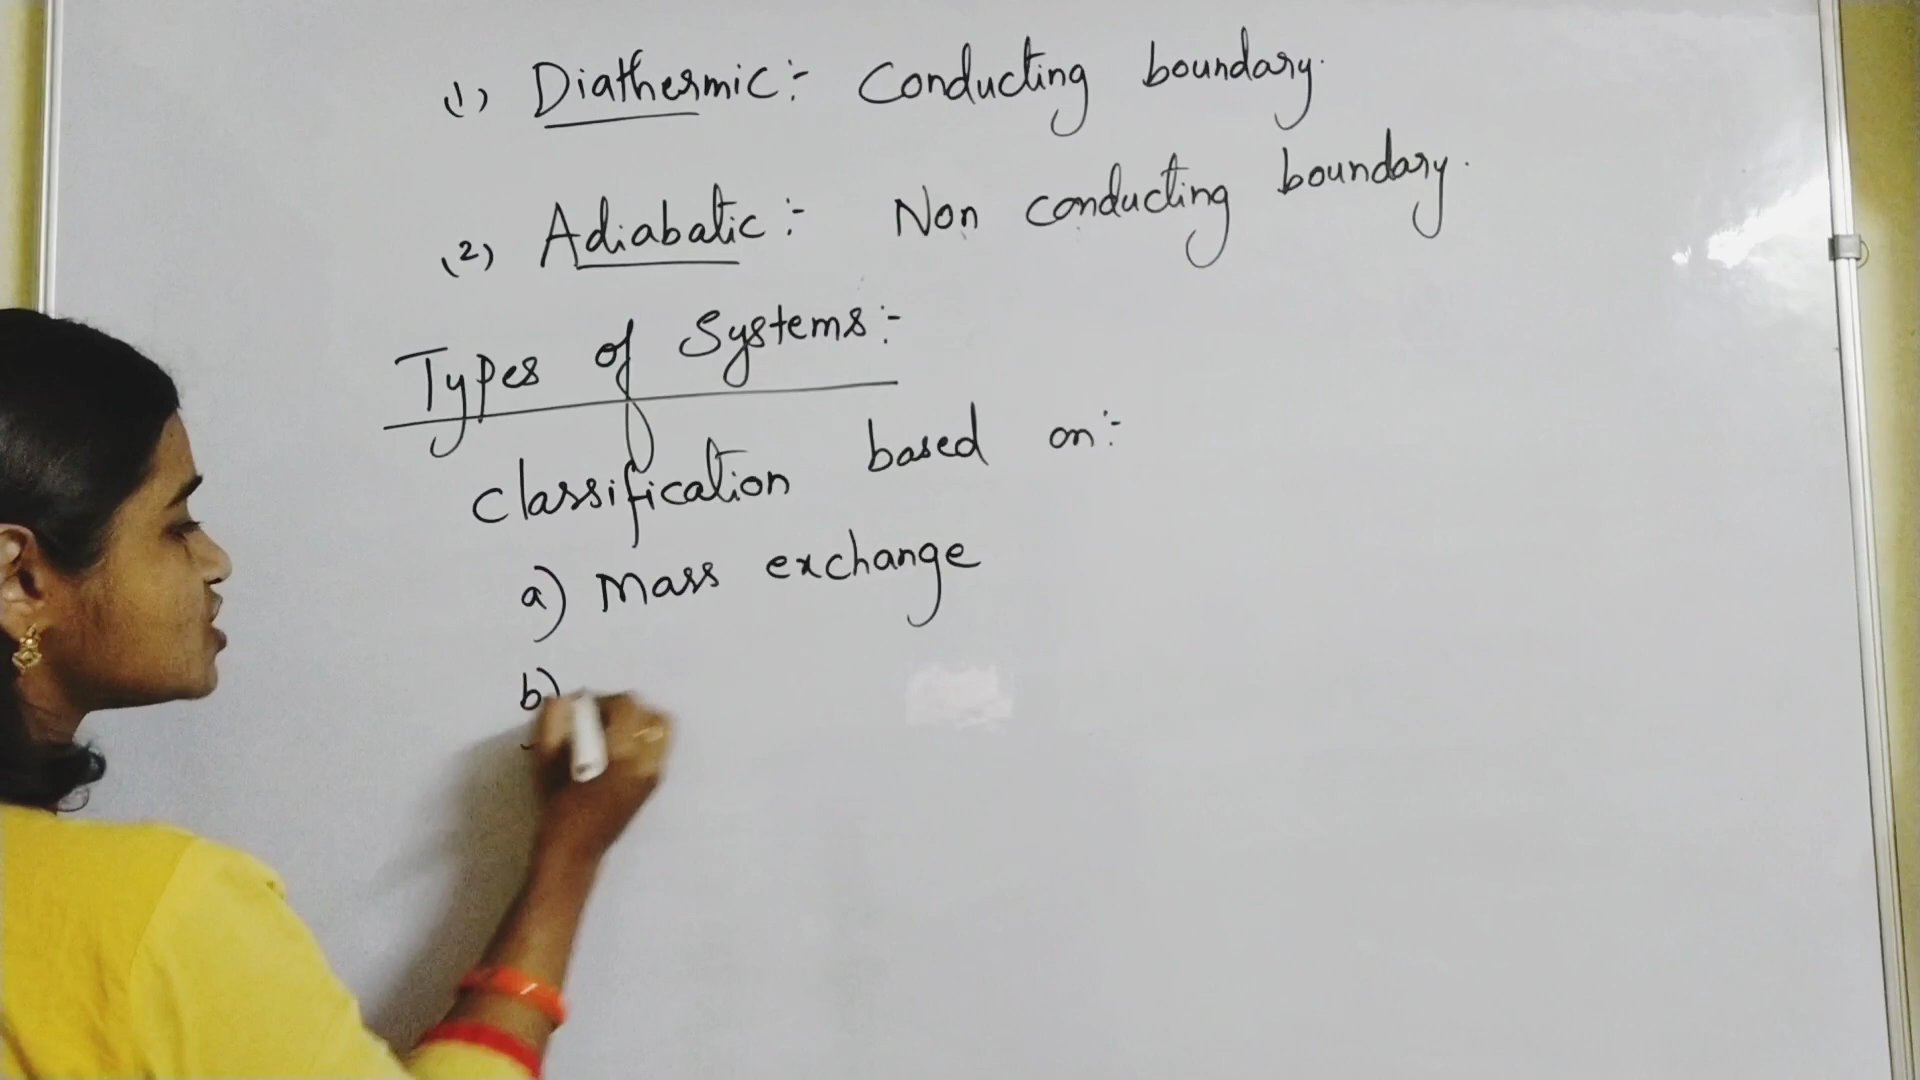 (1) Diathermic:- Conducting boundary.
(2) Adiabatic:- Non conducting boundary.
Types of Systems:-
classification based on:-
a) Mass exchange
b)